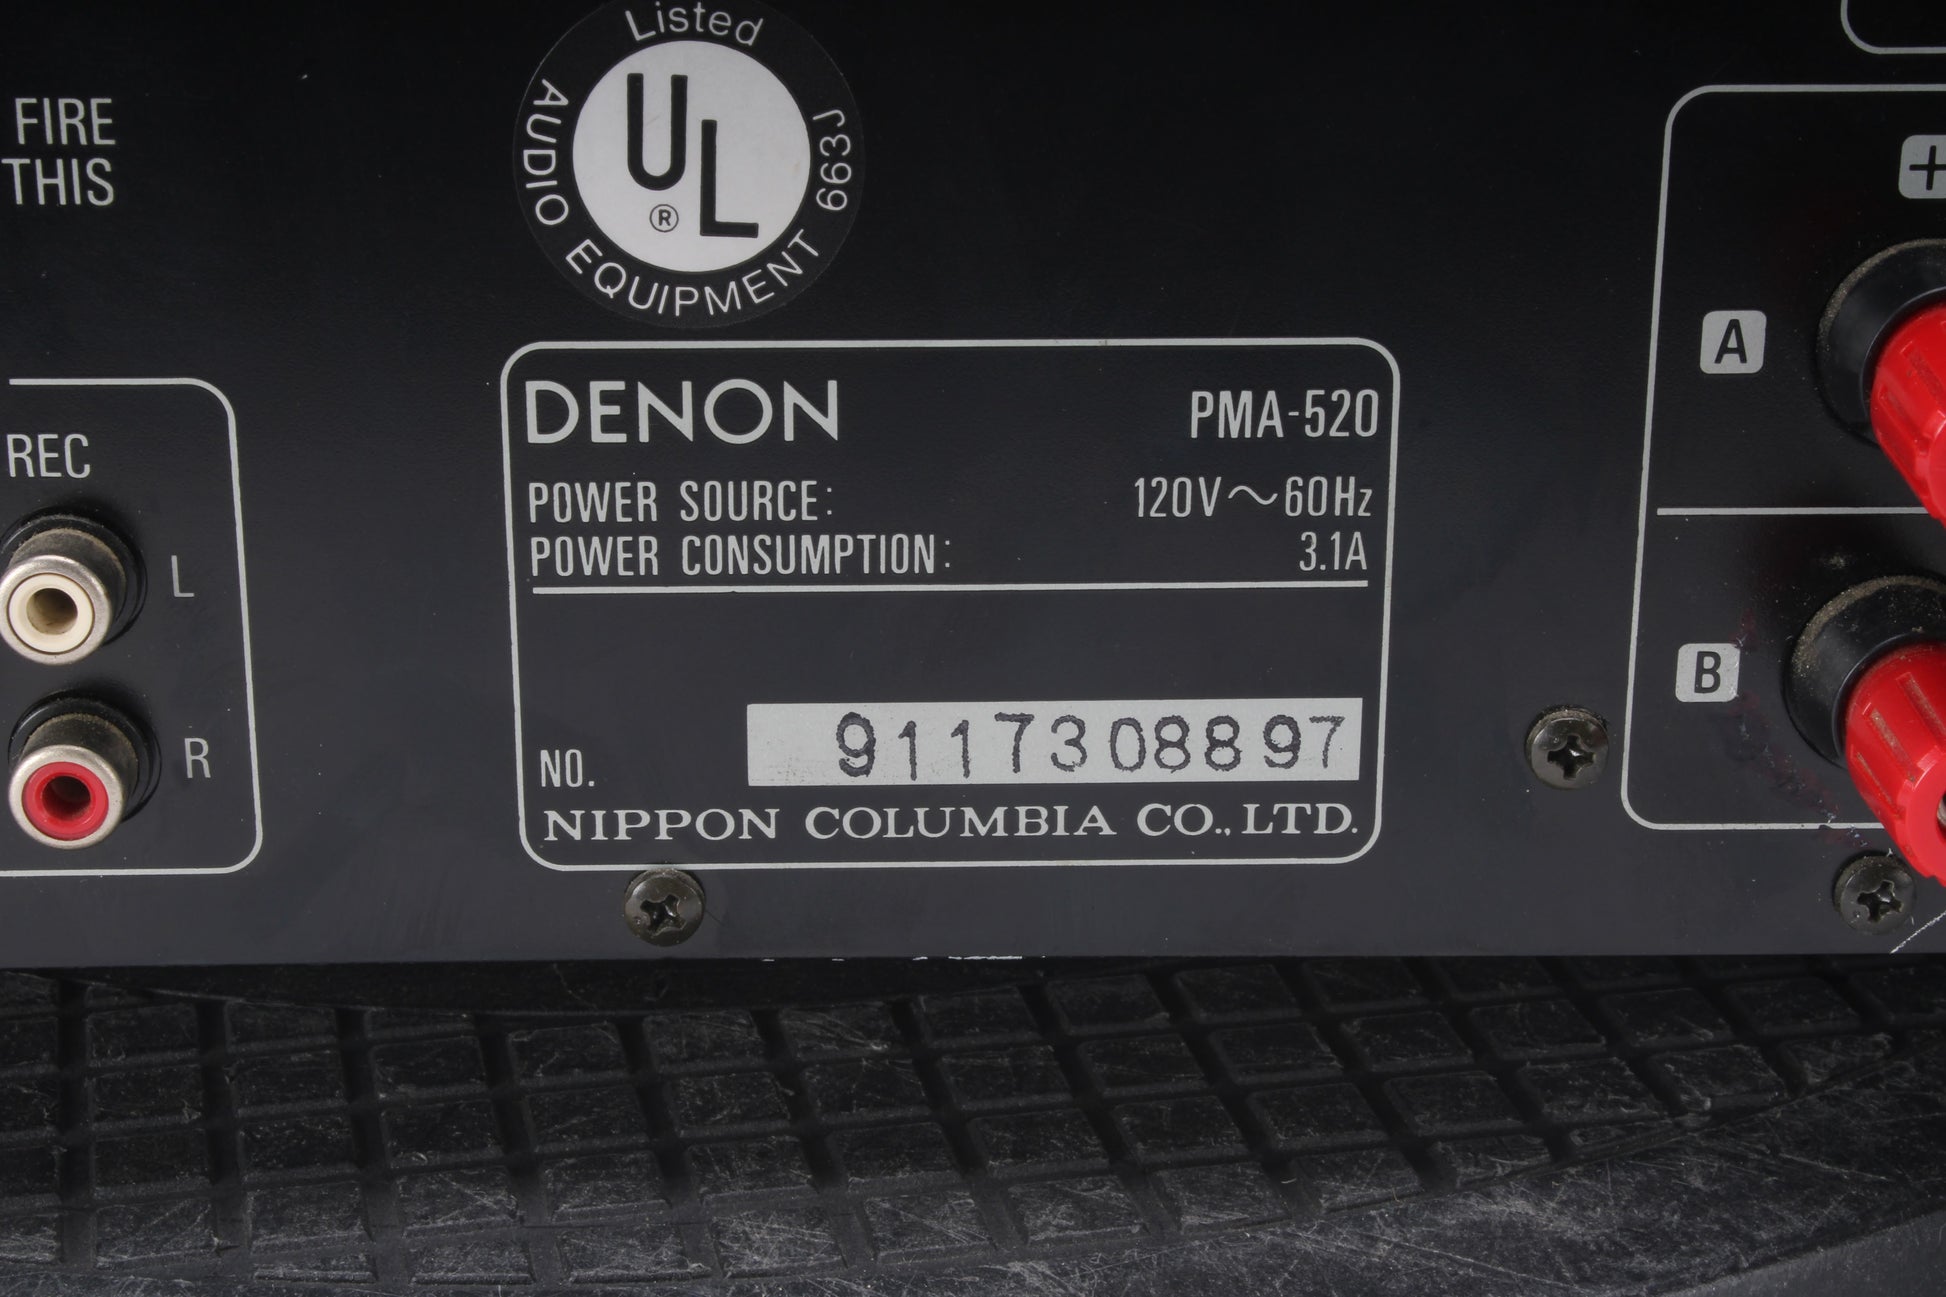 Listed
UL
®
AUDIO EQUIPMENT 663J
FIRE
THIS
REC
L
R
DENON PMA-520
POWER SOURCE: 120V～60Hz
POWER CONSUMPTION: 3.1A
NO. 9117308897
NIPPON COLUMBIA CO., LTD.
+
A
B